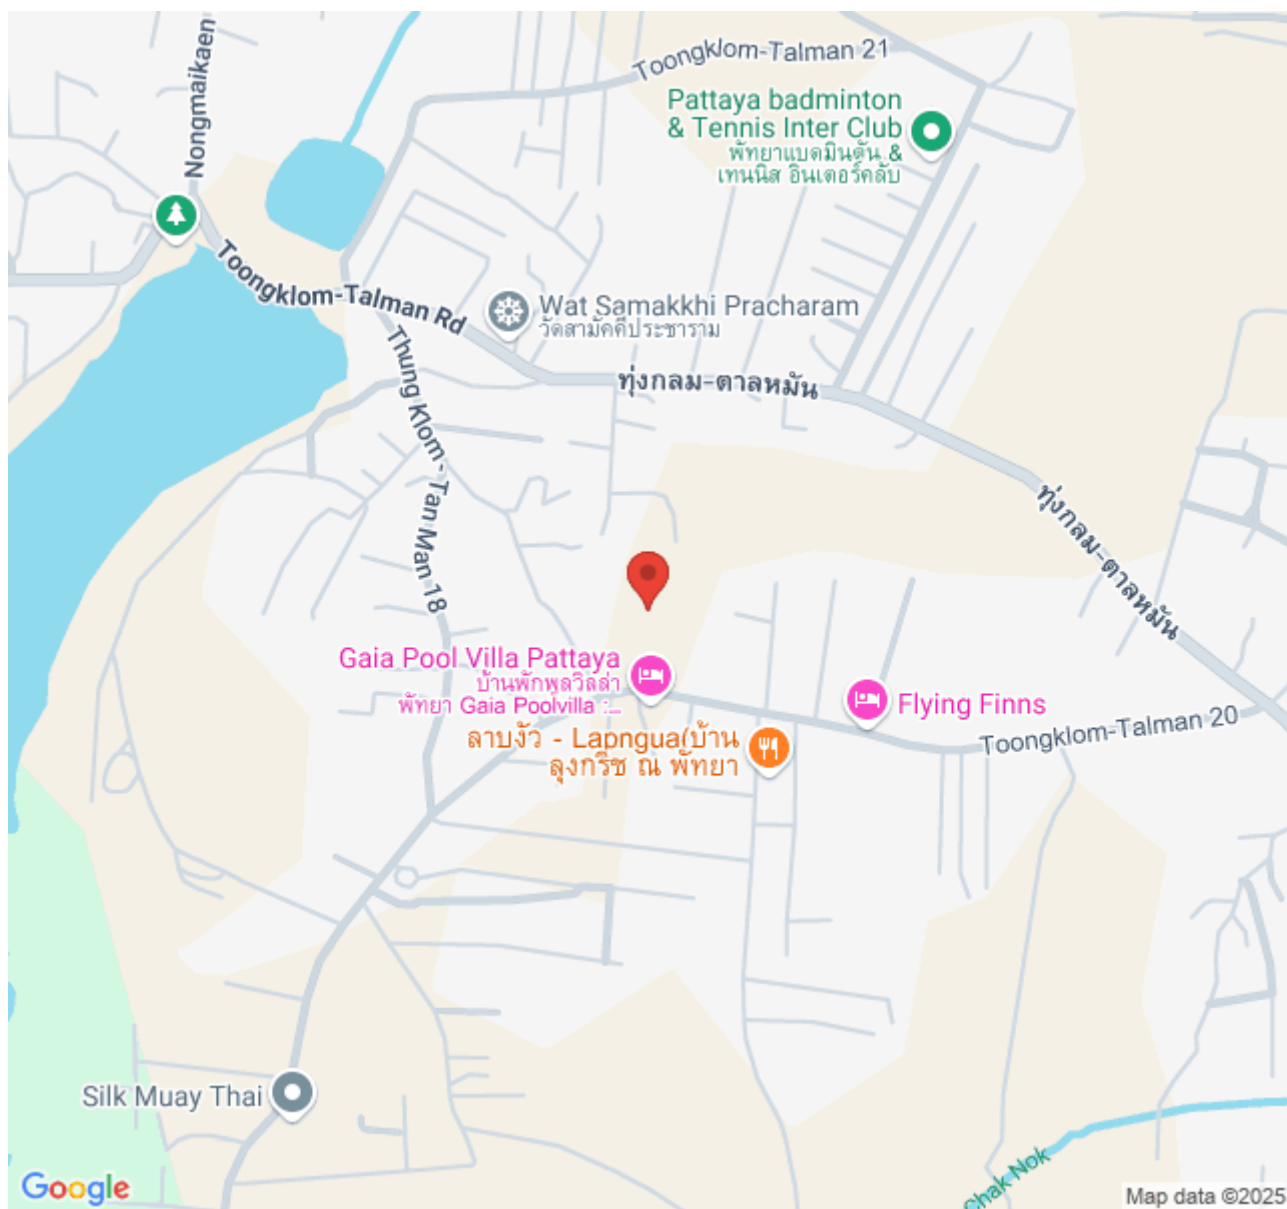 Nongmaikaen
Toongklom-Talman 21
Pattaya badminton
& Tennis Inter Club
พัทยาแบดมินตัน &
เทนนิส อินเตอร์คลับ
Toongklom-Talman Rd
Wat Samakkhi Pracharam
วัดสามัคคีประชาราม
ทุ่งกลม-ตาลหมัน
Thung Klom - Tan Man 18
ทุ่งกลม-ตาลหมัน
Gaia Pool Villa Pattaya
บ้านพักพูลวิลล่า
พัทยา Gaia Poolvilla :...
Flying Finns
Toongklom-Talman 20
ลาบงัว - Lapngua(บ้าน
ลุงกริช ณ พัทยา
Silk Muay Thai
Chak Nok
Google
Map data ©2025